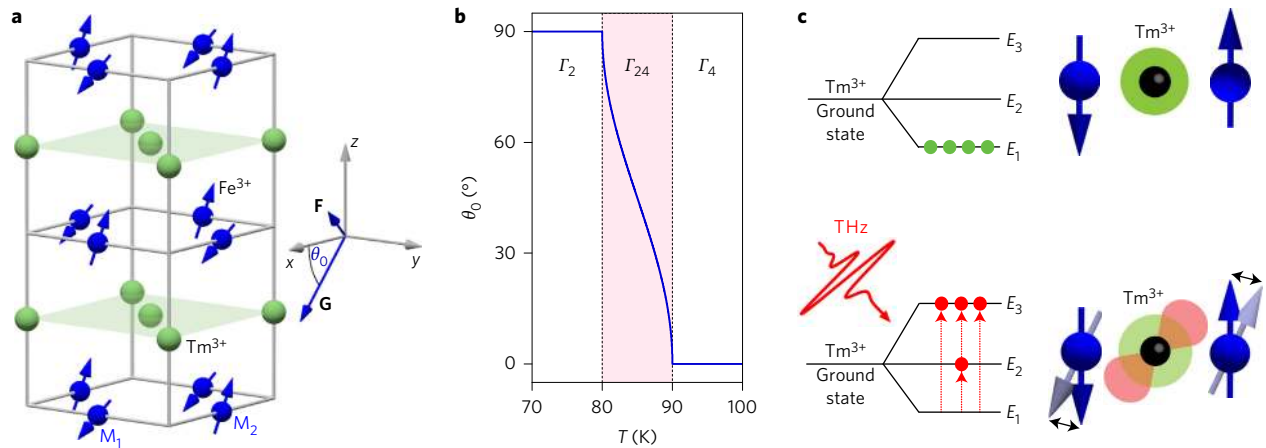 a
z
Fe³⁺
F
x
θ₀
y
G
Tm³⁺
M₁
M₂
b
90
60
30
0
θ₀ (°)
Γ₂
Γ₂₄
Γ₄
70
80
90
100
T (K)
c
Tm³⁺
Ground
state
E₃
E₂
E₁
Tm³⁺
THz
Tm³⁺
Ground
state
E₃
E₂
E₁
Tm³⁺